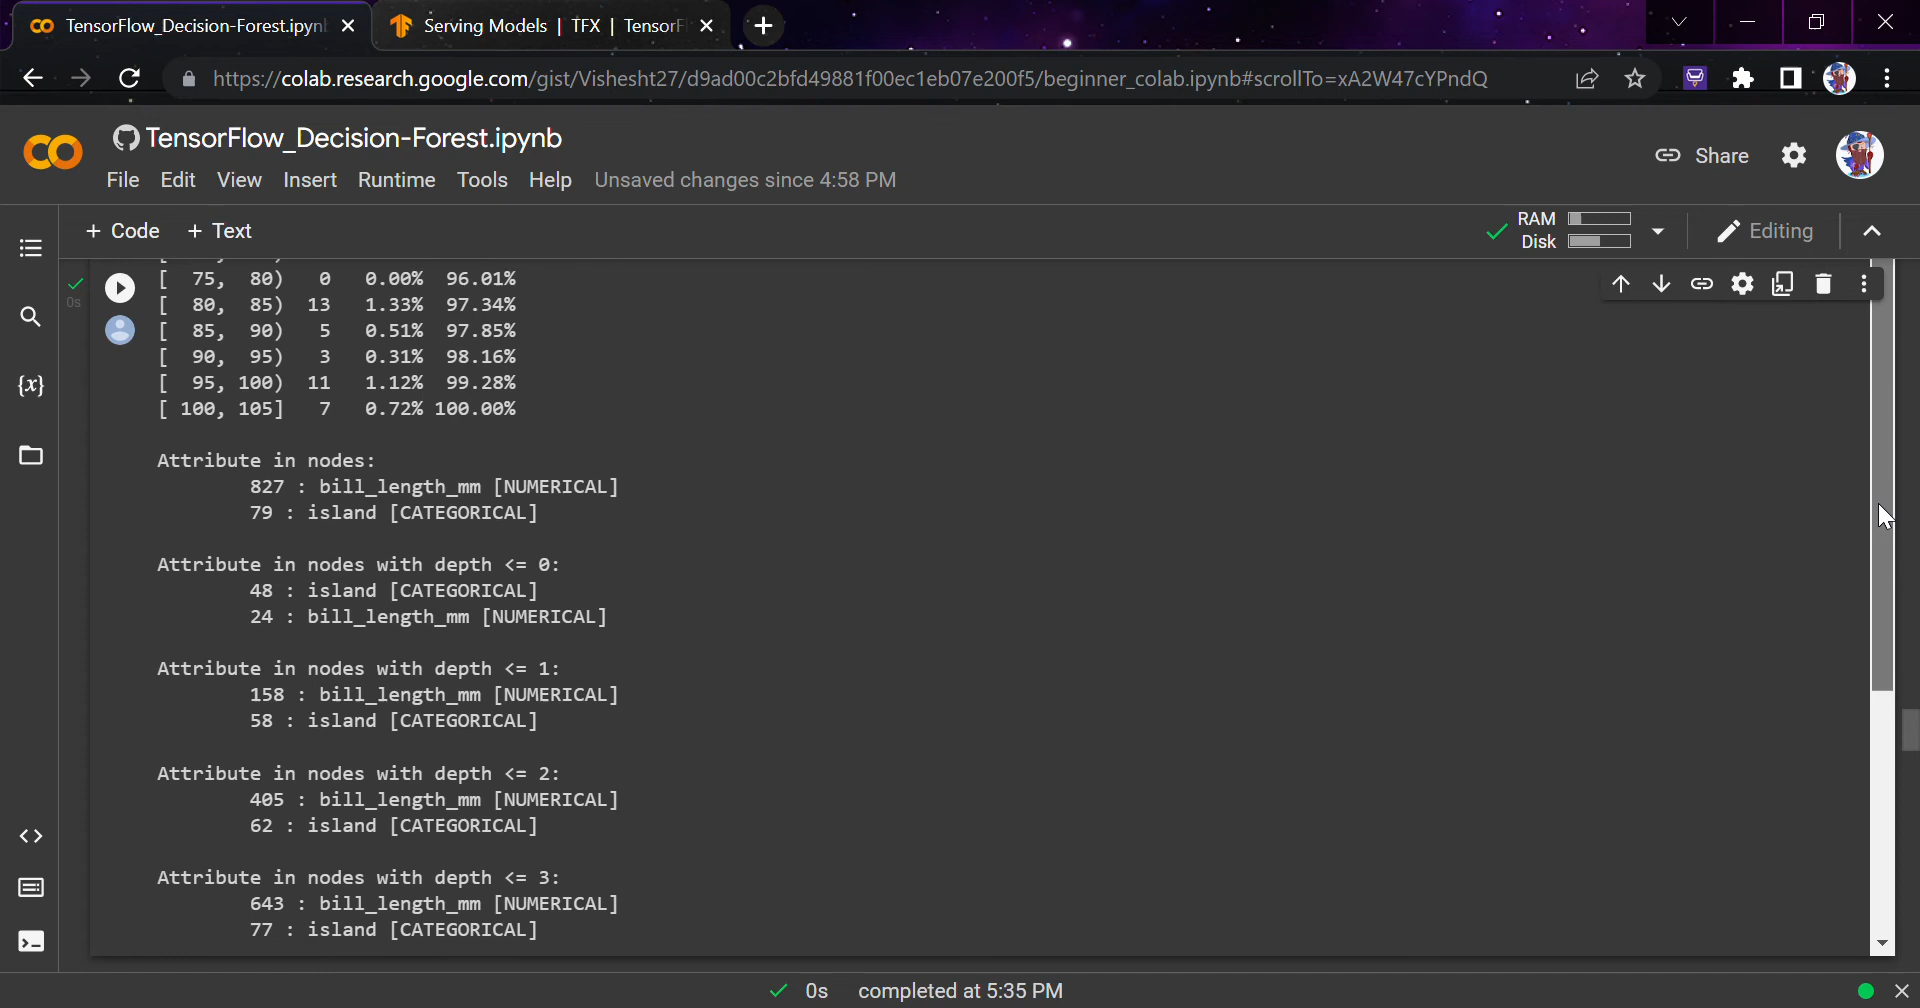 TensorFlow_Decision-Forest.ipynb
Serving Models | TFX | TensorF
https://colab.research.google.com/gist/Vishesht27/d9ad00c2bfd49881f00ec1eb07e200f5/beginner_colab.ipynb#scrollTo=xA2W47cYPndQ
TensorFlow_Decision-Forest.ipynb
File Edit View Insert Runtime Tools Help Unsaved changes since 4:58 PM
Share
+ Code + Text
RAM
Disk
Editing
0s
[ 75, 80) 0 0.00% 96.01%
[ 80, 85) 13 1.33% 97.34%
[ 85, 90) 5 0.51% 97.85%
[ 90, 95) 3 0.31% 98.16%
[ 95, 100) 11 1.12% 99.28%
[ 100, 105] 7 0.72% 100.00%
Attribute in nodes:
827 : bill_length_mm [NUMERICAL]
79 : island [CATEGORICAL]
Attribute in nodes with depth <= 0:
48 : island [CATEGORICAL]
24 : bill_length_mm [NUMERICAL]
Attribute in nodes with depth <= 1:
158 : bill_length_mm [NUMERICAL]
58 : island [CATEGORICAL]
Attribute in nodes with depth <= 2:
405 : bill_length_mm [NUMERICAL]
62 : island [CATEGORICAL]
Attribute in nodes with depth <= 3:
643 : bill_length_mm [NUMERICAL]
77 : island [CATEGORICAL]
0s completed at 5:35 PM